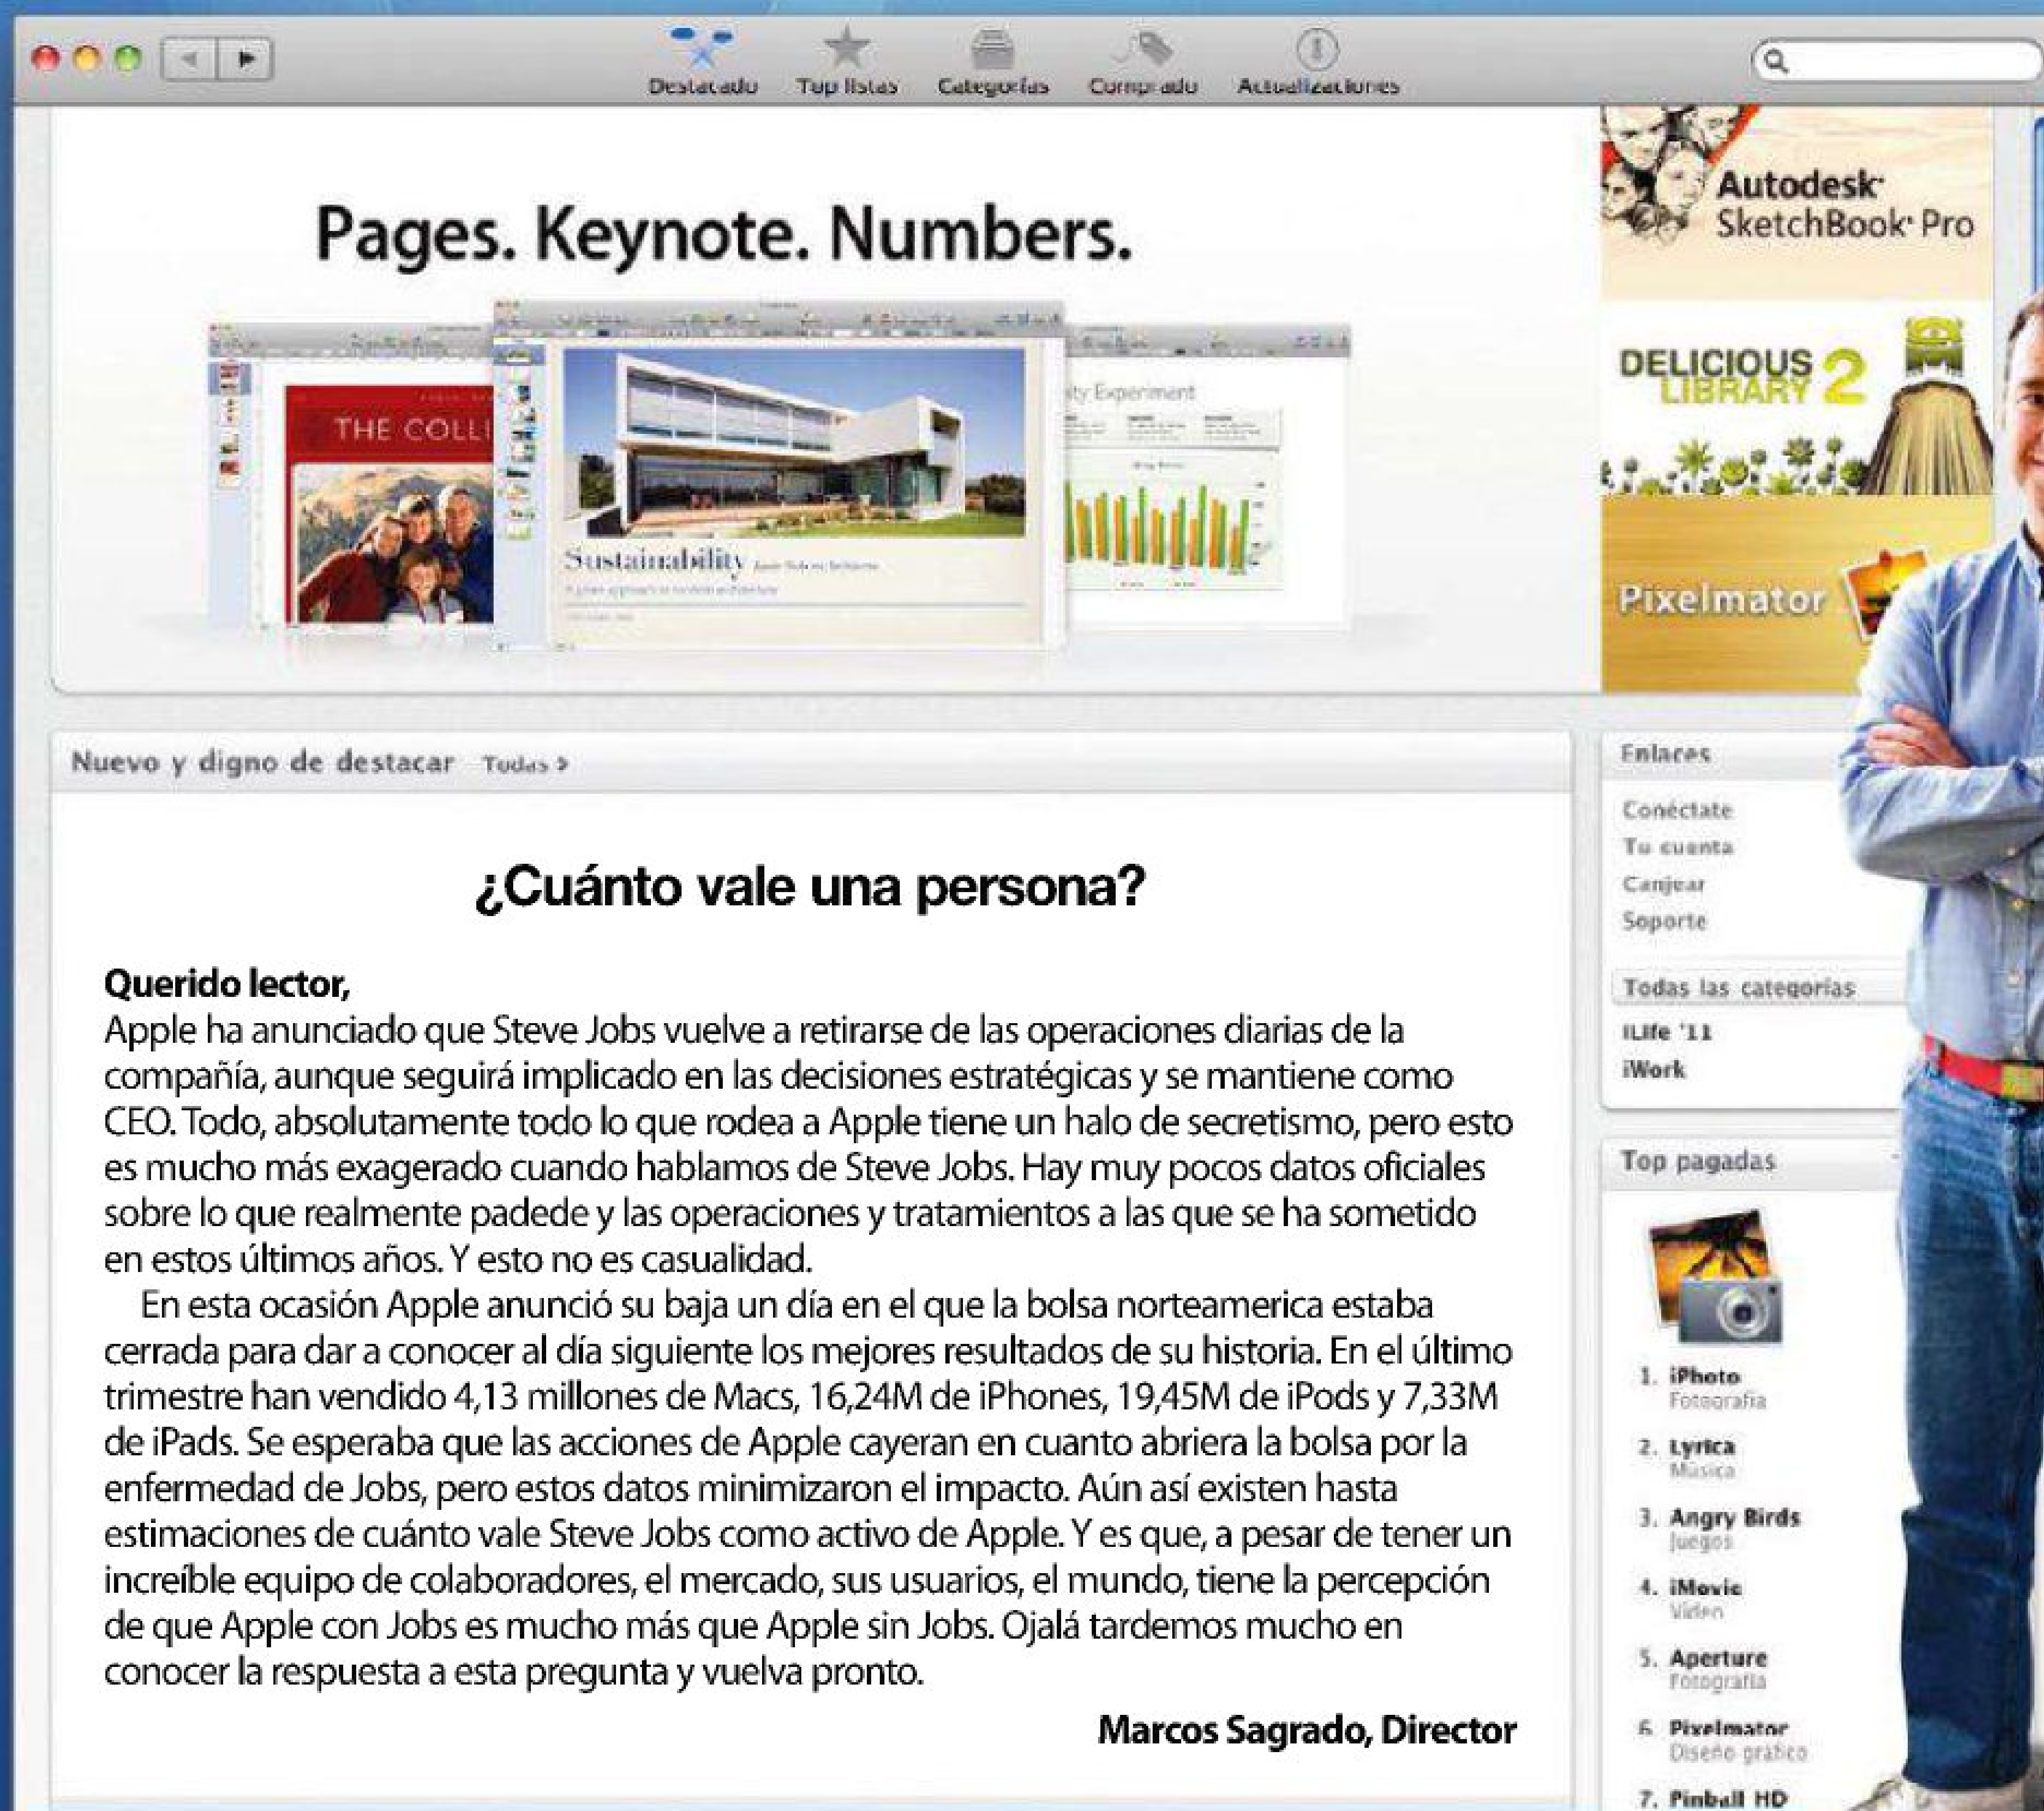 Destacado
Top listas
Categorías
Comprado
Actualizaciones
Pages. Keynote. Numbers.
THE COLLI
Sustainability
ity Experiment
Autodesk
SketchBook Pro
DELICIOUS
LIBRARY 2
Pixelmator
Nuevo y digno de destacar Todas >
¿Cuánto vale una persona?
Querido lector,
Apple ha anunciado que Steve Jobs vuelve a retirarse de las operaciones diarias de la
compañía, aunque seguirá implicado en las decisiones estratégicas y se mantiene como
CEO. Todo, absolutamente todo lo que rodea a Apple tiene un halo de secretismo, pero esto
es mucho más exagerado cuando hablamos de Steve Jobs. Hay muy pocos datos oficiales
sobre lo que realmente padede y las operaciones y tratamientos a las que se ha sometido
en estos últimos años. Y esto no es casualidad.
En esta ocasión Apple anunció su baja un día en el que la bolsa norteamerica estaba
cerrada para dar a conocer al día siguiente los mejores resultados de su historia. En el último
trimestre han vendido 4,13 millones de Macs, 16,24M de iPhones, 19,45M de iPods y 7,33M
de iPads. Se esperaba que las acciones de Apple cayeran en cuanto abriera la bolsa por la
enfermedad de Jobs, pero estos datos minimizaron el impacto. Aún así existen hasta
estimaciones de cuánto vale Steve Jobs como activo de Apple. Y es que, a pesar de tener un
increíble equipo de colaboradores, el mercado, sus usuarios, el mundo, tiene la percepción
de que Apple con Jobs es mucho más que Apple sin Jobs. Ojalá tardemos mucho en
conocer la respuesta a esta pregunta y vuelva pronto.
Marcos Sagrado, Director
Enlaces
Conéctate
Tu cuenta
Canjear
Soporte
Todas las categorías
iLife '11
iWork
Top pagadas
1. iPhoto
Fotografía
2. Lyrica
Música
3. Angry Birds
Juegos
4. iMovie
Vídeo
5. Aperture
Fotografía
6. Pixelmator
Diseño gráfico
7. Pinball HD